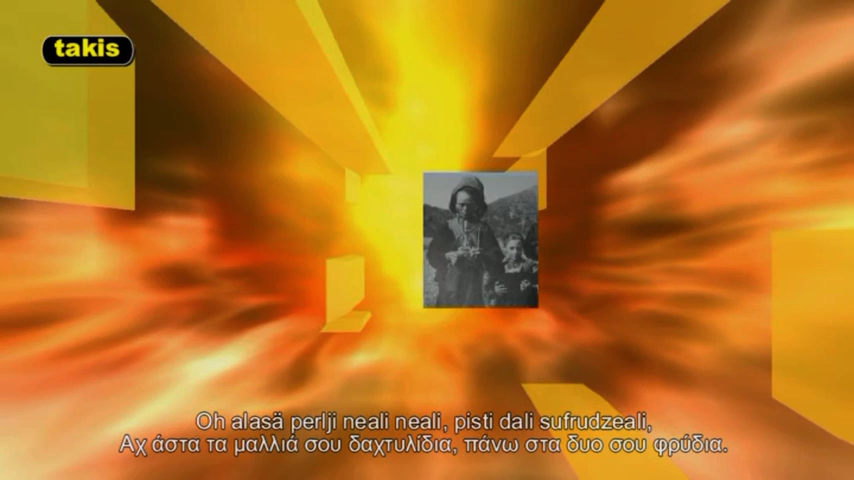 takis
Oh alasä perlji neali neali, pisti dali sufrudzeali,
Αχ άστα τα μαλλιά σου δαχτυλίδια, πάνω στα δυο σου φρύδια.